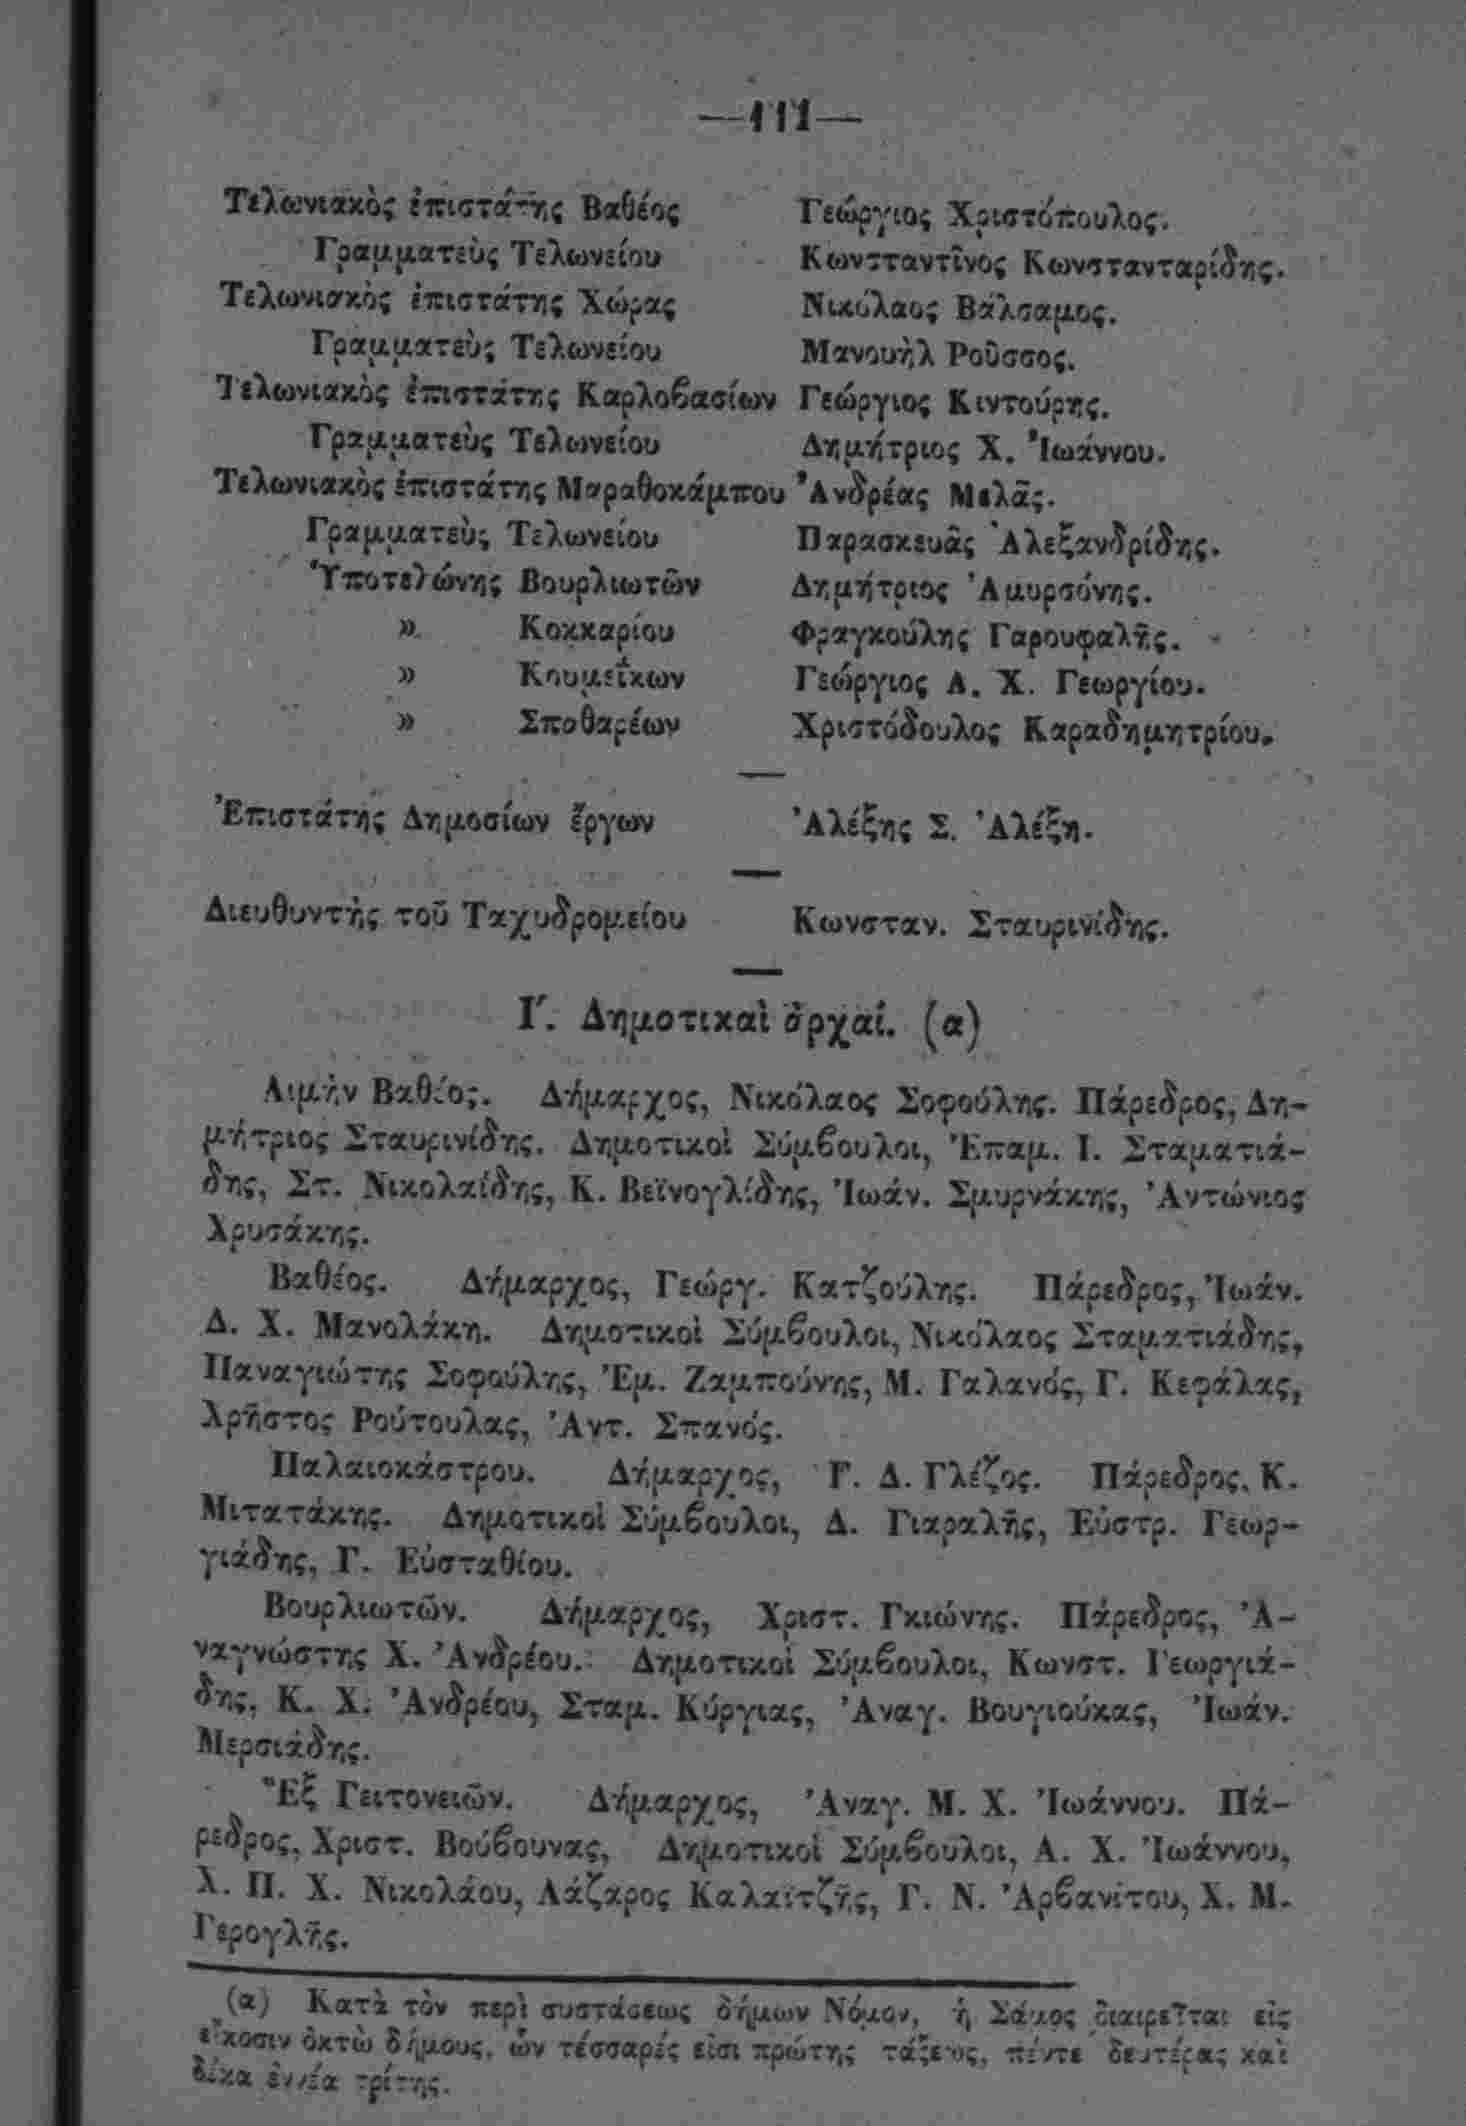 —111—
Τελωνιακὸς ἐπιστάτης Βαθέος Γεώργιος Χριστόπουλος.
Γραμματεὺς Τελωνείου Κωνσταντῖνος Κωνστανταρίδης.
Τελωνιακὸς ἐπιστάτης Χώρας Νικόλαος Βάλσαμος.
Γραμματεὺς Τελωνείου Μανουὴλ Ροῦσσος.
Τελωνιακὸς ἐπιστάτης Καρλοβασίων Γεώργιος Κιντούρης.
Γραμματεὺς Τελωνείου Δημήτριος Χ. Ἰωάννου.
Τελωνιακὸς ἐπιστάτης Μαραθοκάμπου Ἀνδρέας Μελᾶς.
Γραμματεὺς Τελωνείου Παρασκευᾶς Ἀλεξανδρίδης.
Ὑποτελώνης Βουρλιωτῶν Δημήτριος Ἀμυρσόνης.
» Κοκκαρίου Φραγκούλης Γαρουφαλῆς.
» Κουμεΐκων Γεώργιος Α. Χ. Γεωργίου.
» Σποθαρέων Χριστόδουλος Καραδημητρίου.
Ἐπιστάτης Δημοσίων ἔργων Ἀλέξης Σ. Ἀλέξη.
Διευθυντὴς τοῦ Ταχυδρομείου Κωνσταν. Σταυρινίδης.
Γ'. Δημοτικαὶ ἀρχαί. (α)
Λιμὴν Βαθέος. Δήμαρχος, Νικόλαος Σοφούλης. Πάρεδρος, Δη-
μήτριος Σταυρινίδης. Δημοτικοὶ Σύμβουλοι, Ἐπαμ. Ι. Σταματιά-
δης, Στ. Νικολαίδης, Κ. Βεϊνογλίδης, Ἰωάν. Σμυρνάκης, Ἀντώνιος
Χρυσάκης.
Βαθέος. Δήμαρχος, Γεώργ. Κατζούλης. Πάρεδρος, Ἰωάν.
Δ. Χ. Μανολάκη. Δημοτικοὶ Σύμβουλοι, Νικόλαος Σταματιάδης,
Παναγιώτης Σοφούλης, Ἐμ. Ζαμπούνης, Μ. Γαλανός, Γ. Κεφάλας,
Χρῆστος Ρούτουλας, Ἀντ. Σπανός.
Παλαιοκάστρου. Δήμαρχος, Γ. Δ. Γλέζος. Πάρεδρος, Κ.
Μιτατάκης. Δημοτικοὶ Σύμβουλοι, Δ. Γιαραλῆς, Εὐστρ. Γεωρ-
γιάδης, Γ. Εὐσταθίου.
Βουρλιωτῶν. Δήμαρχος, Χριστ. Γκιώνης. Πάρεδρος, Ἀ-
ναγνώστης Χ. Ἀνδρέου. Δημοτικοὶ Σύμβουλοι, Κωνστ. Γεωργιά-
δης, Κ. Χ. Ἀνδρέου, Σταμ. Κύργιας, Ἀναγ. Βουγιούκας, Ἰωάν.
Μερσιάδης.
Ἓξ Γειτονειῶν. Δήμαρχος, Ἀναγ. Μ. Χ. Ἰωάννου. Πά-
ρεδρος, Χριστ. Βούβουνας, Δημοτικοὶ Σύμβουλοι, Α. Χ. Ἰωάννου,
Χ. Π. Χ. Νικολάου, Λάζαρος Καλαϊτζῆς, Γ. Ν. Ἀρβανίτου, Χ. Μ.
Γερογλῆς.
(α) Κατὰ τὸν περὶ συστάσεως δήμων Νόμον, ἡ Σάμος διαιρεῖται εἰς
εἴκοσιν ὀκτὼ δήμους, ὧν τέσσαρές εἰσι πρώτης τάξεως, πέντε δευτέρας καὶ
δέκα ἐννέα τρίτης.